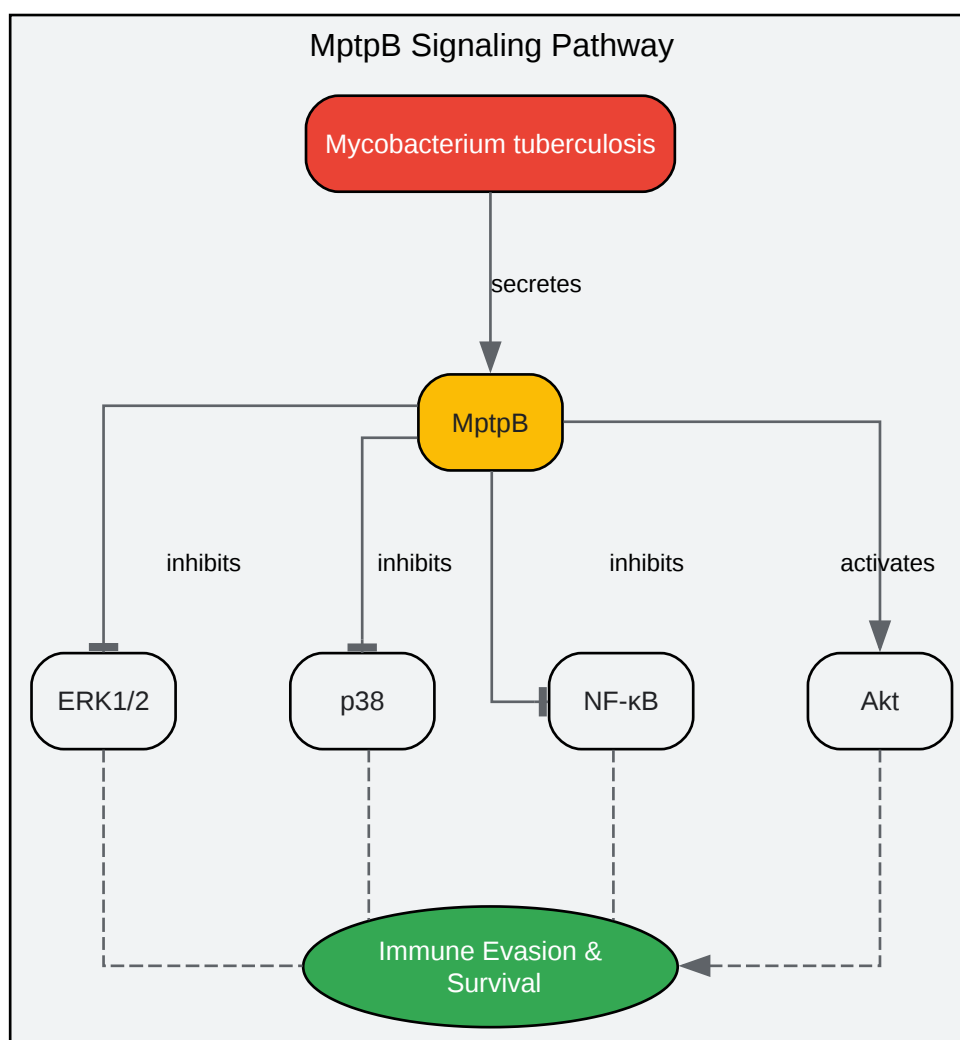 MptpB Signaling Pathway
Mycobacterium tuberculosis
secretes
MptpB
inhibits
inhibits
inhibits
activates
ERK1/2
p38
NF-κB
Akt
Immune Evasion &
Survival